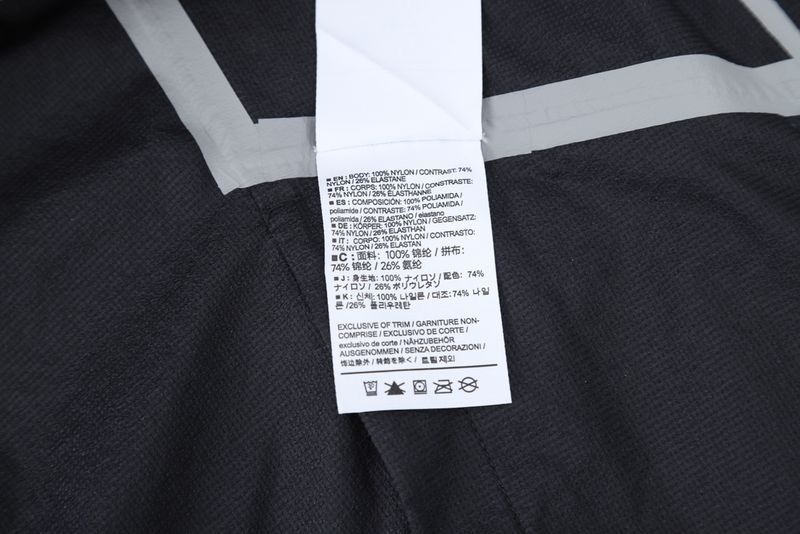 ■ EN: BODY: 100% NYLON / CONTRAST: 74%
NYLON / 26% ELASTANE
■ FR: CORPS: 100% NYLON / CONSTRASTE:
74% NYLON / 26% ELASTHANNE
■ ES: COMPOSICIÓN: 100% POLIAMIDA /
poliamide / CONTRASTE: 74% POLIAMIDA /
poliamida / 26% ELASTANO / elastano
■ DE: KÖRPER: 100% NYLON / GEGENSATZ:
74% NYLON / 26% ELASTHAN
■ IT: CORPO: 100% NYLON / CONTRASTO:
74% NYLON / 26% ELASTAN
■C: 面料: 100% 锦纶 / 拼布:
74% 锦纶 / 26% 氨纶
■ J: 身生地: 100% ナイロン / 配色: 74%
ナイロン / 26% ポリウレタン
■ K: 신체: 100% 나일론 / 대조: 74% 나일
론 /26% 폴리우레탄
EXCLUSIVE OF TRIM / GARNITURE NON-
COMPRISE / EXCLUSIVO DE CORTE /
exclusivo de corte / NÄHZUBEHÖR
AUSGENOMMEN / SENZA DECORAZIONI /
饰边除外 / 特殊を除く / 트림 제외